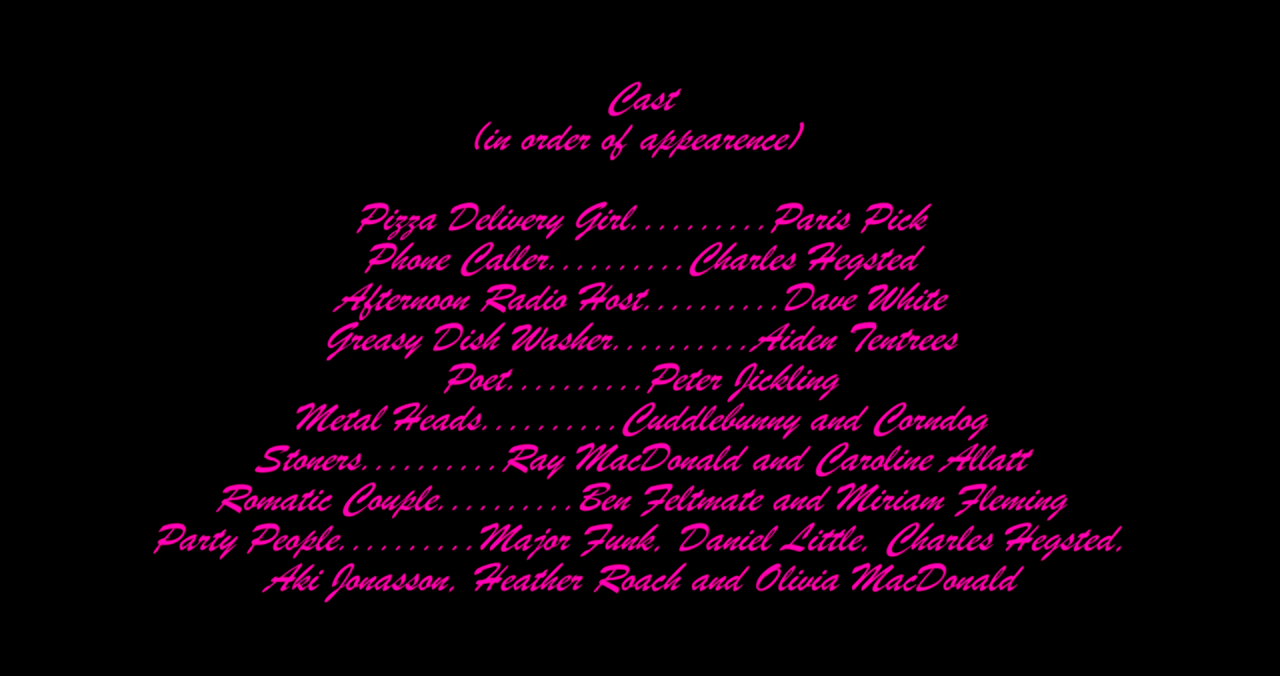 Cast
(in order of appearence)
Pizza Delivery Girl..........Paris Pick
Phone Caller..........Charles Hegsted
Afternoon Radio Host..........Dave White
Greasy Dish Washer..........Aiden Tentrees
Poet..........Peter Jickling
Metal Heads..........Cuddlebunny and Corndog
Stoners..........Ray MacDonald and Caroline Allatt
Romatic Couple..........Ben Feltmate and Miriam Fleming
Party People..........Major Funk, Daniel Little, Charles Hegsted,
Aki Jonasson, Heather Roach and Olivia MacDonald